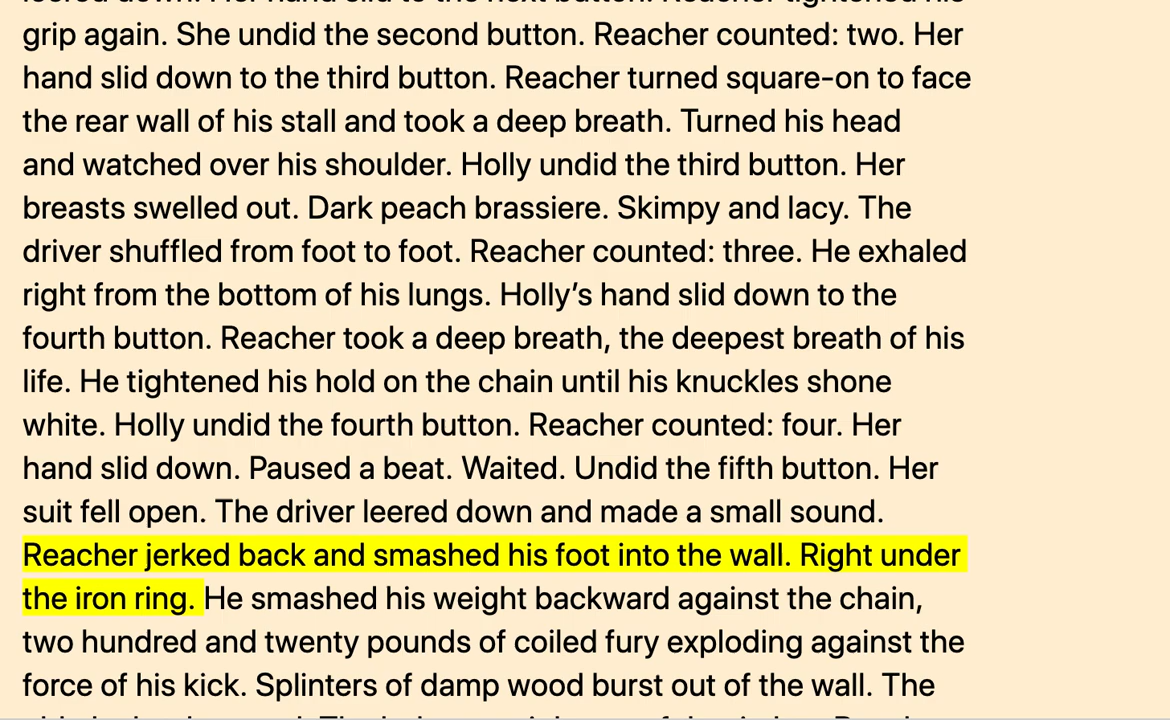 grip again. She undid the second button. Reacher counted: two. Her
hand slid down to the third button. Reacher turned square-on to face
the rear wall of his stall and took a deep breath. Turned his head
and watched over his shoulder. Holly undid the third button. Her
breasts swelled out. Dark peach brassiere. Skimpy and lacy. The
driver shuffled from foot to foot. Reacher counted: three. He exhaled
right from the bottom of his lungs. Holly’s hand slid down to the
fourth button. Reacher took a deep breath, the deepest breath of his
life. He tightened his hold on the chain until his knuckles shone
white. Holly undid the fourth button. Reacher counted: four. Her
hand slid down. Paused a beat. Waited. Undid the fifth button. Her
suit fell open. The driver leered down and made a small sound.
Reacher jerked back and smashed his foot into the wall. Right under
the iron ring. He smashed his weight backward against the chain,
two hundred and twenty pounds of coiled fury exploding against the
force of his kick. Splinters of damp wood burst out of the wall. The